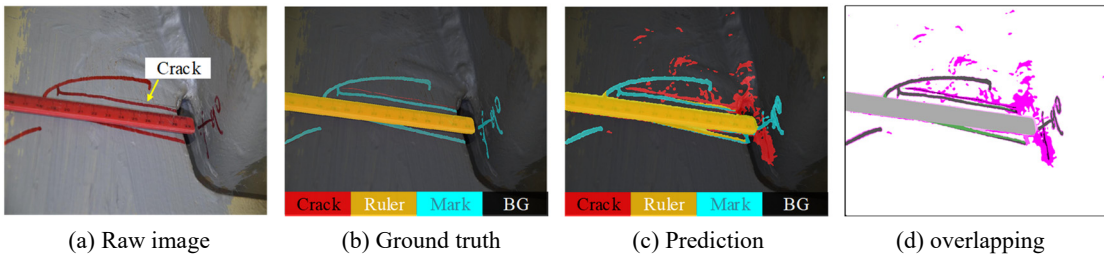 Crack
Crack Ruler Mark BG
Crack Ruler Mark BG
(a) Raw image
(b) Ground truth
(c) Prediction
(d) overlapping